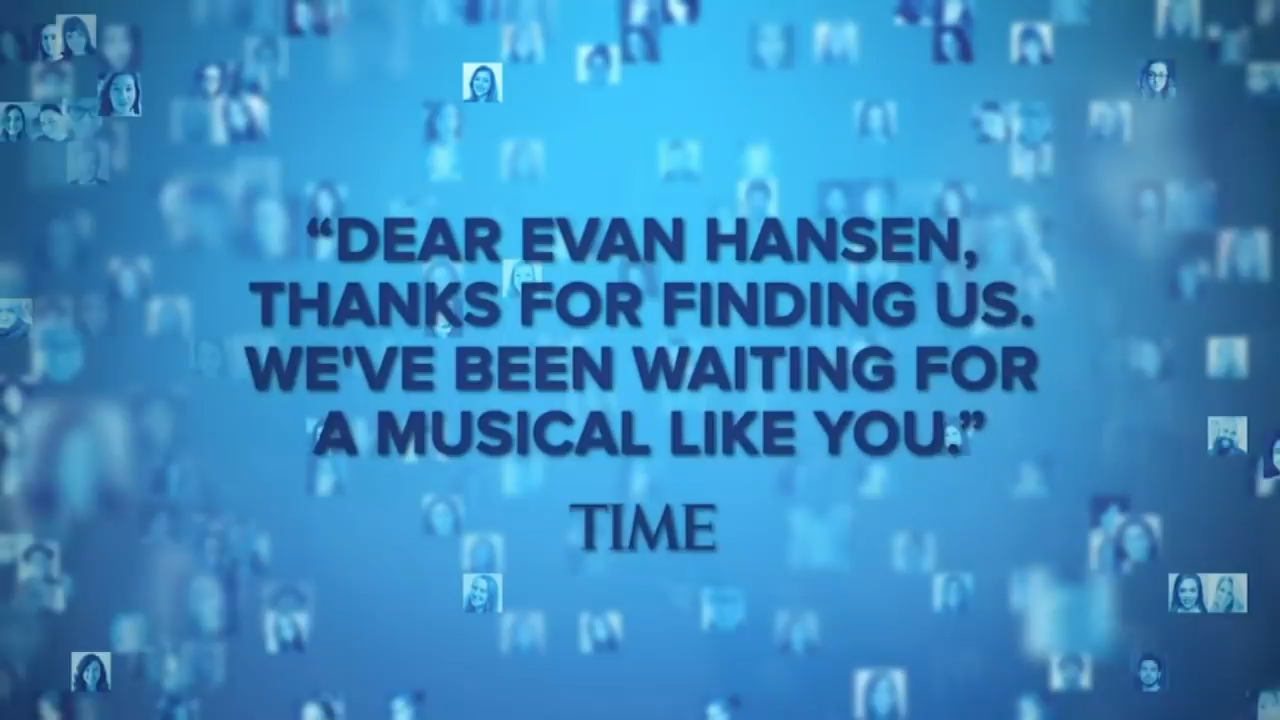 “DEAR EVAN HANSEN,
THANKS FOR FINDING US.
WE'VE BEEN WAITING FOR
A MUSICAL LIKE YOU.”
TIME